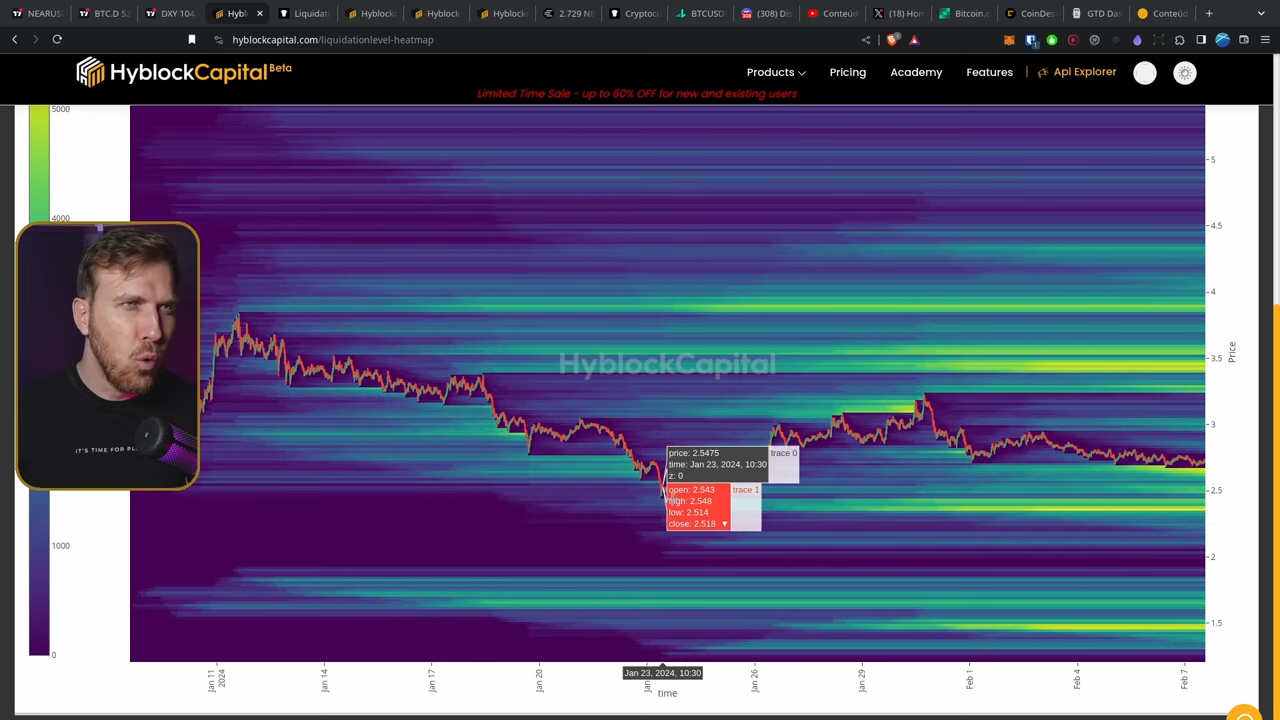 NEARUS
BTC.D 52
DXY 104
Hybl
Liquidati
Hyblock
Hyblock
Hyblock
2.729 NE
Cryptoc
BTCUSD
(308) Dis
Conteúd
(18) Hom
Bitcoin.c
CoinDes
GTD Das
Conteúd
hyblockcapital.com/liquidationlevel-heatmap
HyblockCapital Beta
Products
Pricing
Academy
Features
Api Explorer
Limited Time Sale - up to 60% OFF for new and existing users
5000
4000
1000
0
5
4.5
4
3.5
3
2.5
2
1.5
Price
HyblockCapital
price: 2.5475
time: Jan 23, 2024, 10:30
z: 0
trace 0
open: 2.543
high: 2.548
low: 2.514
close: 2.518 ▼
trace 1
IT'S TIME FOR
Jan 11
2024
Jan 14
Jan 17
Jan 20
Jan 23, 2024, 10:30
Jan 26
Jan 29
Feb 1
Feb 4
Feb 7
time